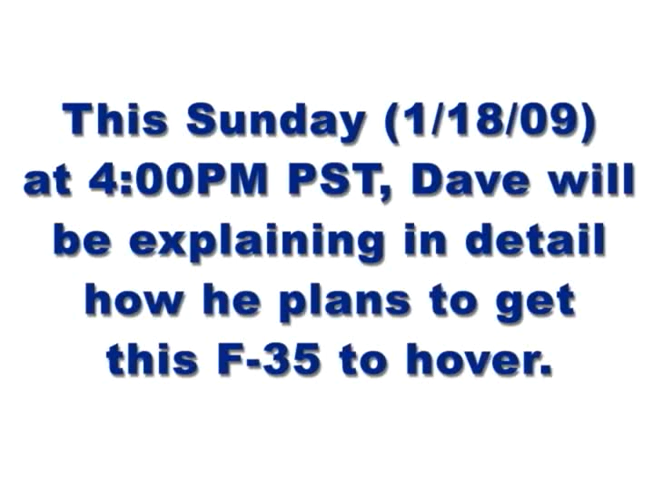 This Sunday (1/18/09)
at 4:00PM PST, Dave will
be explaining in detail
how he plans to get
this F-35 to hover.